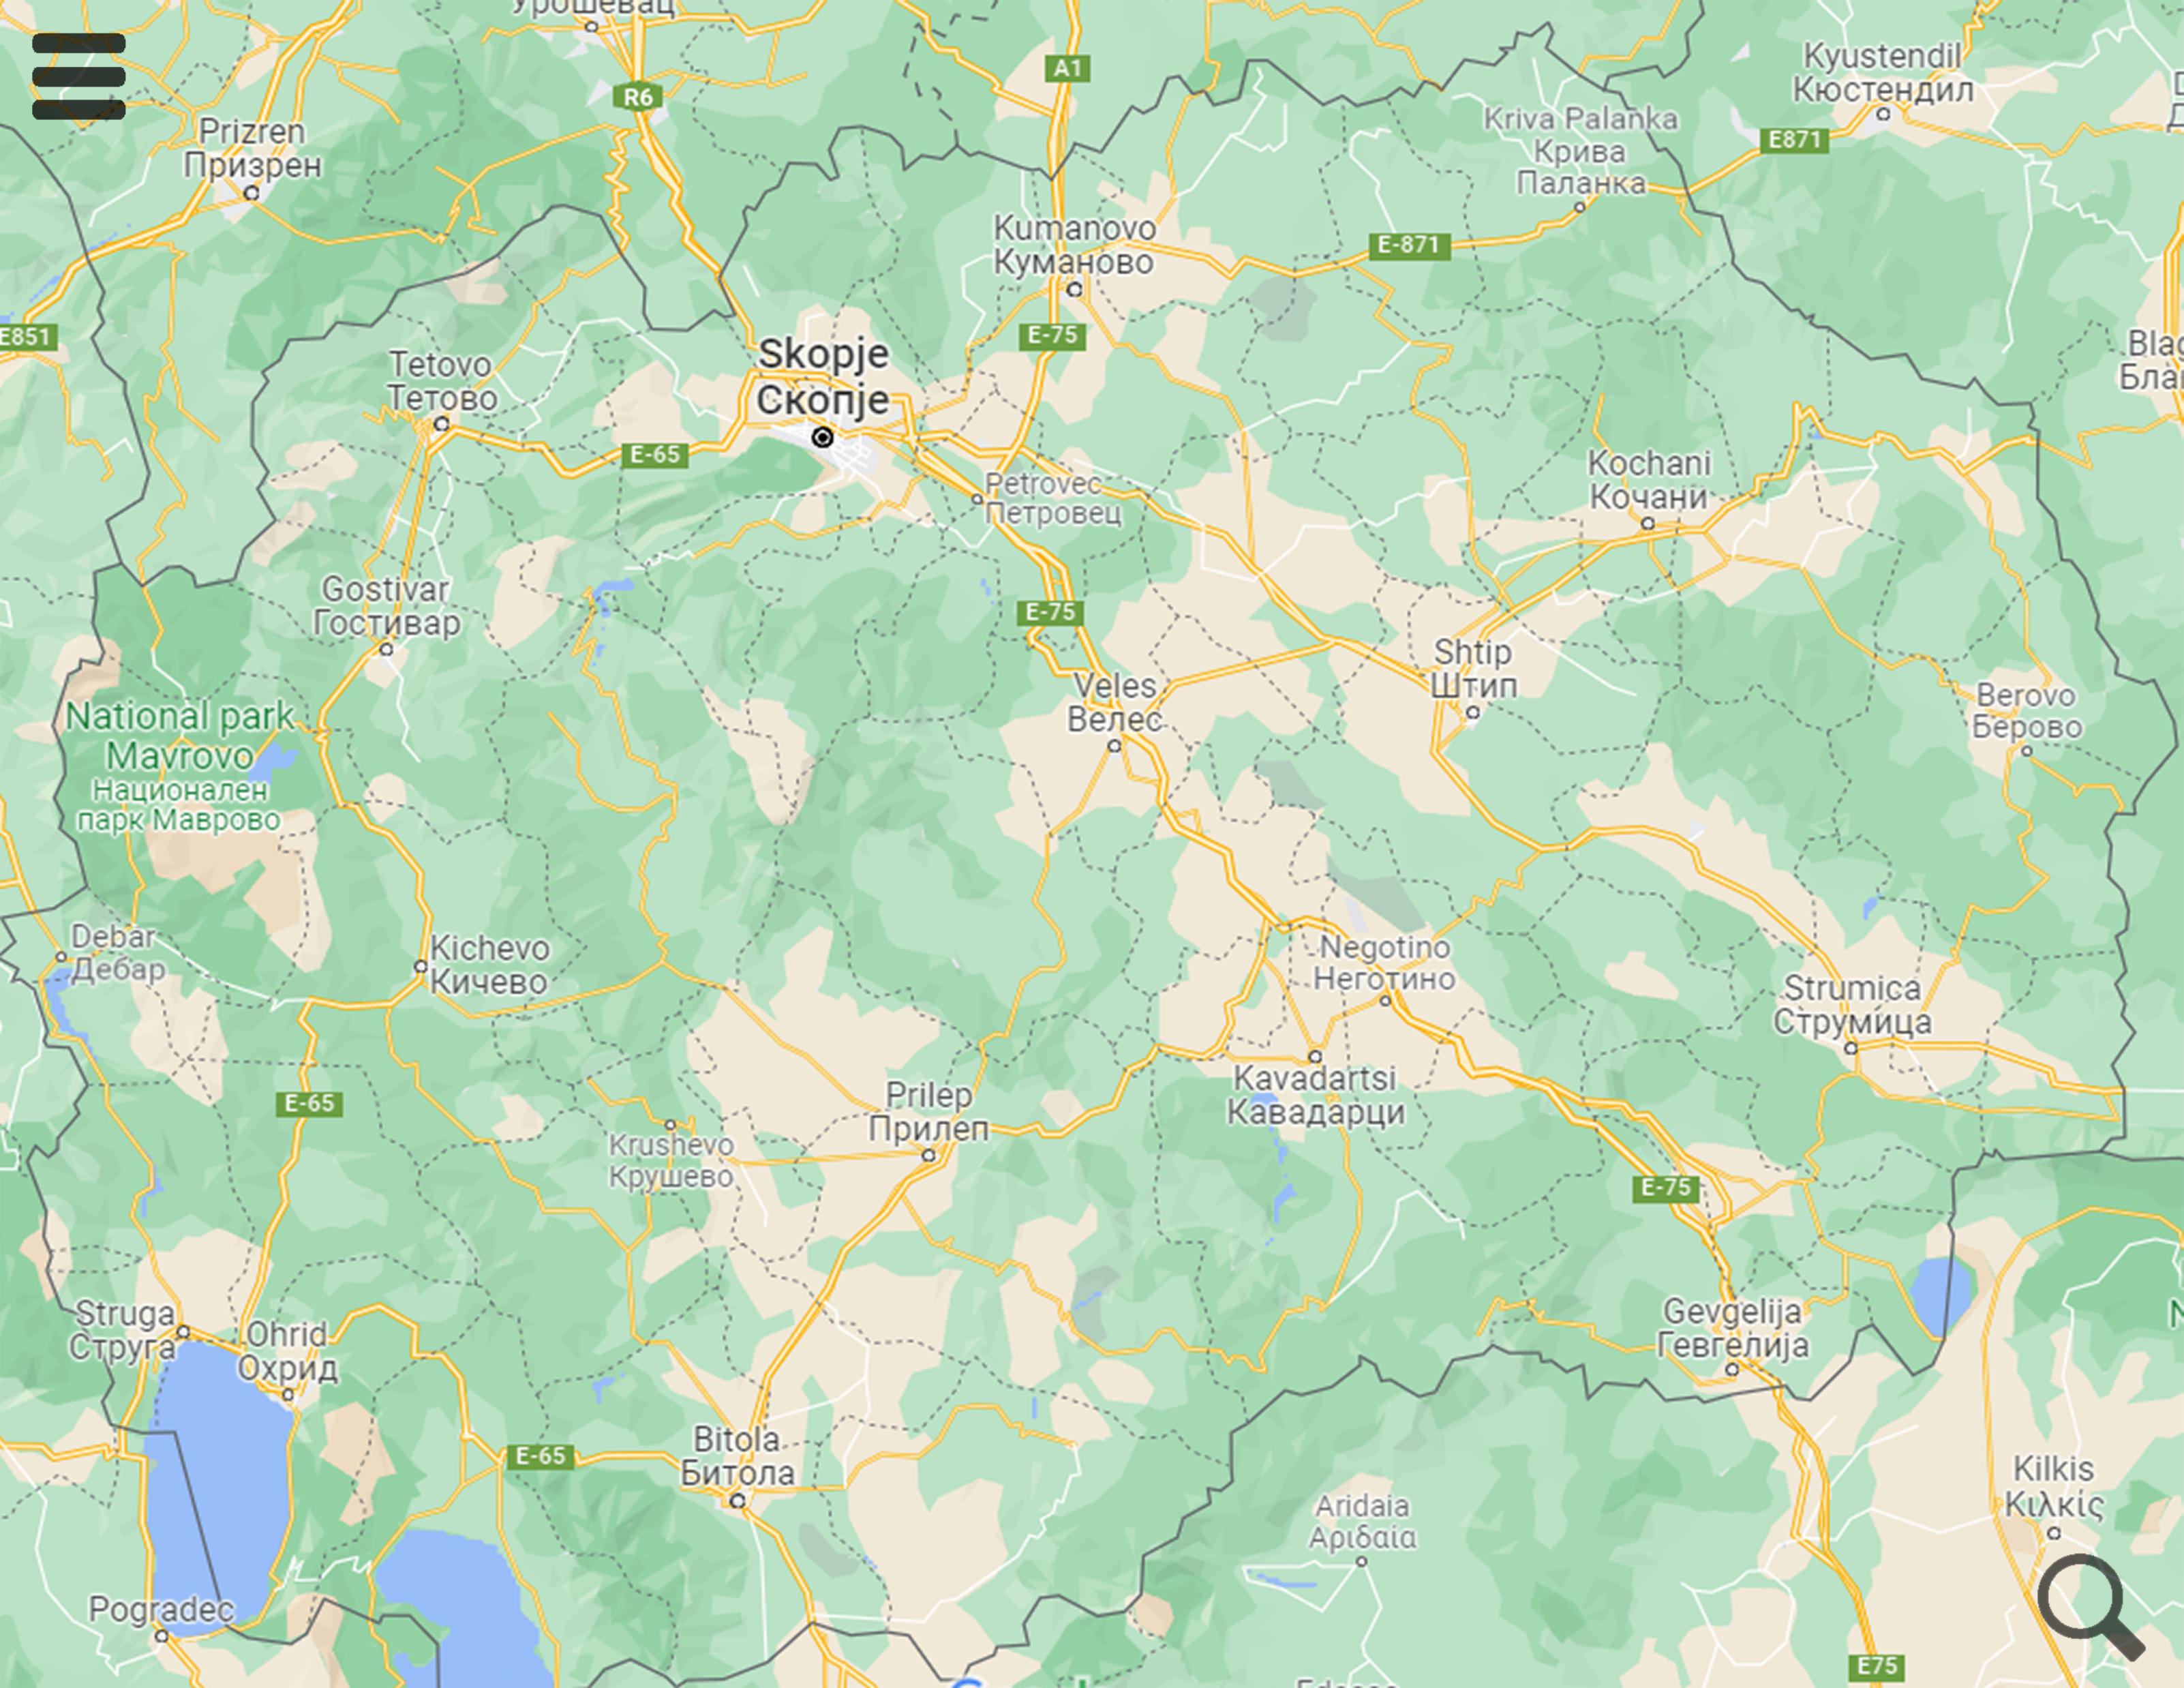 Урошевац
A1
R6
Kyustendil
Кюстендил
Kriva Palanka
Крива
Паланка
E871
Prizren
Призрен
Kumanovo
Куманово
E-871
E851
E-75
Skopje
Скопје
Tetovo
Тетово
E-65
Kochani
Кочани
Petrovec
Петровец
Gostivar
Гостивар
E-75
Shtip
Штип
Veles
Велес
Berovo
Берово
National park
Mavrovo
Национален
парк Маврово
Debar
Дебар
Kichevo
Кичево
Negotino
Неготино
Strumica
Струмица
Kavadartsi
Кавадарци
E-65
Prilep
Прилеп
Krushevo
Крушево
E-75
Struga
Струга
Ohrid
Охрид
Gevgelija
Гевгелија
Bitola
Битола
E-65
Kilkis
Κιλκίς
Aridaia
Αριδαία
Pogradec
E75